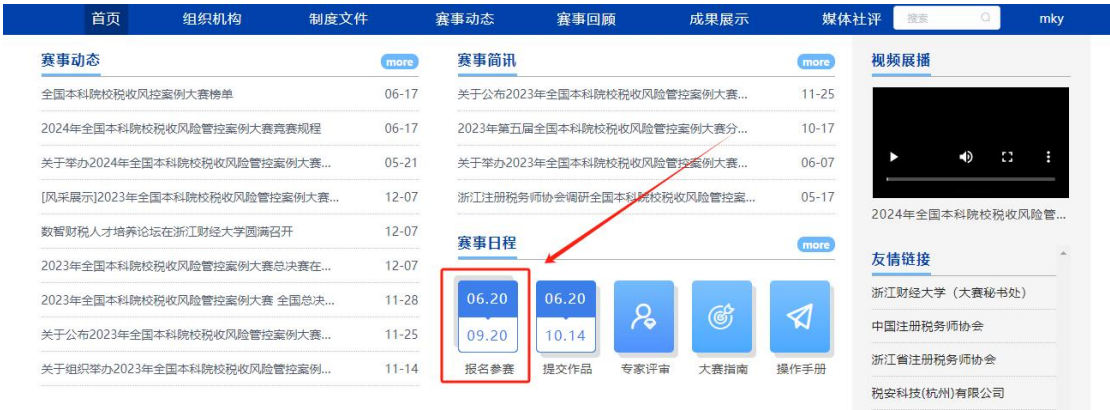 首页 组织机构 制度文件 赛事动态 赛事回顾 成果展示 媒体社评 搜索 mky
赛事动态 more
全国本科院校税收风控案例大赛榜单 06-17
2024年全国本科院校税收风险管控案例大赛竞赛规程 06-17
关于举办2024年全国本科院校税收风险管控案例大赛... 05-21
[风采展示]2023年全国本科院校税收风险管控案例大赛... 12-07
数智财税人才培养论坛在浙江财经大学圆满召开 12-07
2023年全国本科院校税收风险管控案例大赛总决赛在... 12-07
2023年全国本科院校税收风险管控案例大赛 全国总决... 11-28
关于公布2023年全国本科院校税收风险管控案例大赛... 11-25
关于组织举办2023年全国本科院校税收风险管控案例... 11-14
赛事简讯 more
关于公布2023年全国本科院校税收风险管控案例大赛... 11-25
2023年第五届全国本科院校税收风险管控案例大赛分... 10-17
关于举办2023年全国本科院校税收风险管控案例大赛... 06-07
浙江注册税务师协会调研全国本科院校税收风险管控案... 05-17
赛事日程 more
06.20 06.20
09.20 10.14
报名参赛 提交作品 专家评审 大赛指南 操作手册
视频展播
2024年全国本科院校税收风险管...
友情链接
浙江财经大学（大赛秘书处）
中国注册税务师协会
浙江省注册税务师协会
税安科技(杭州)有限公司